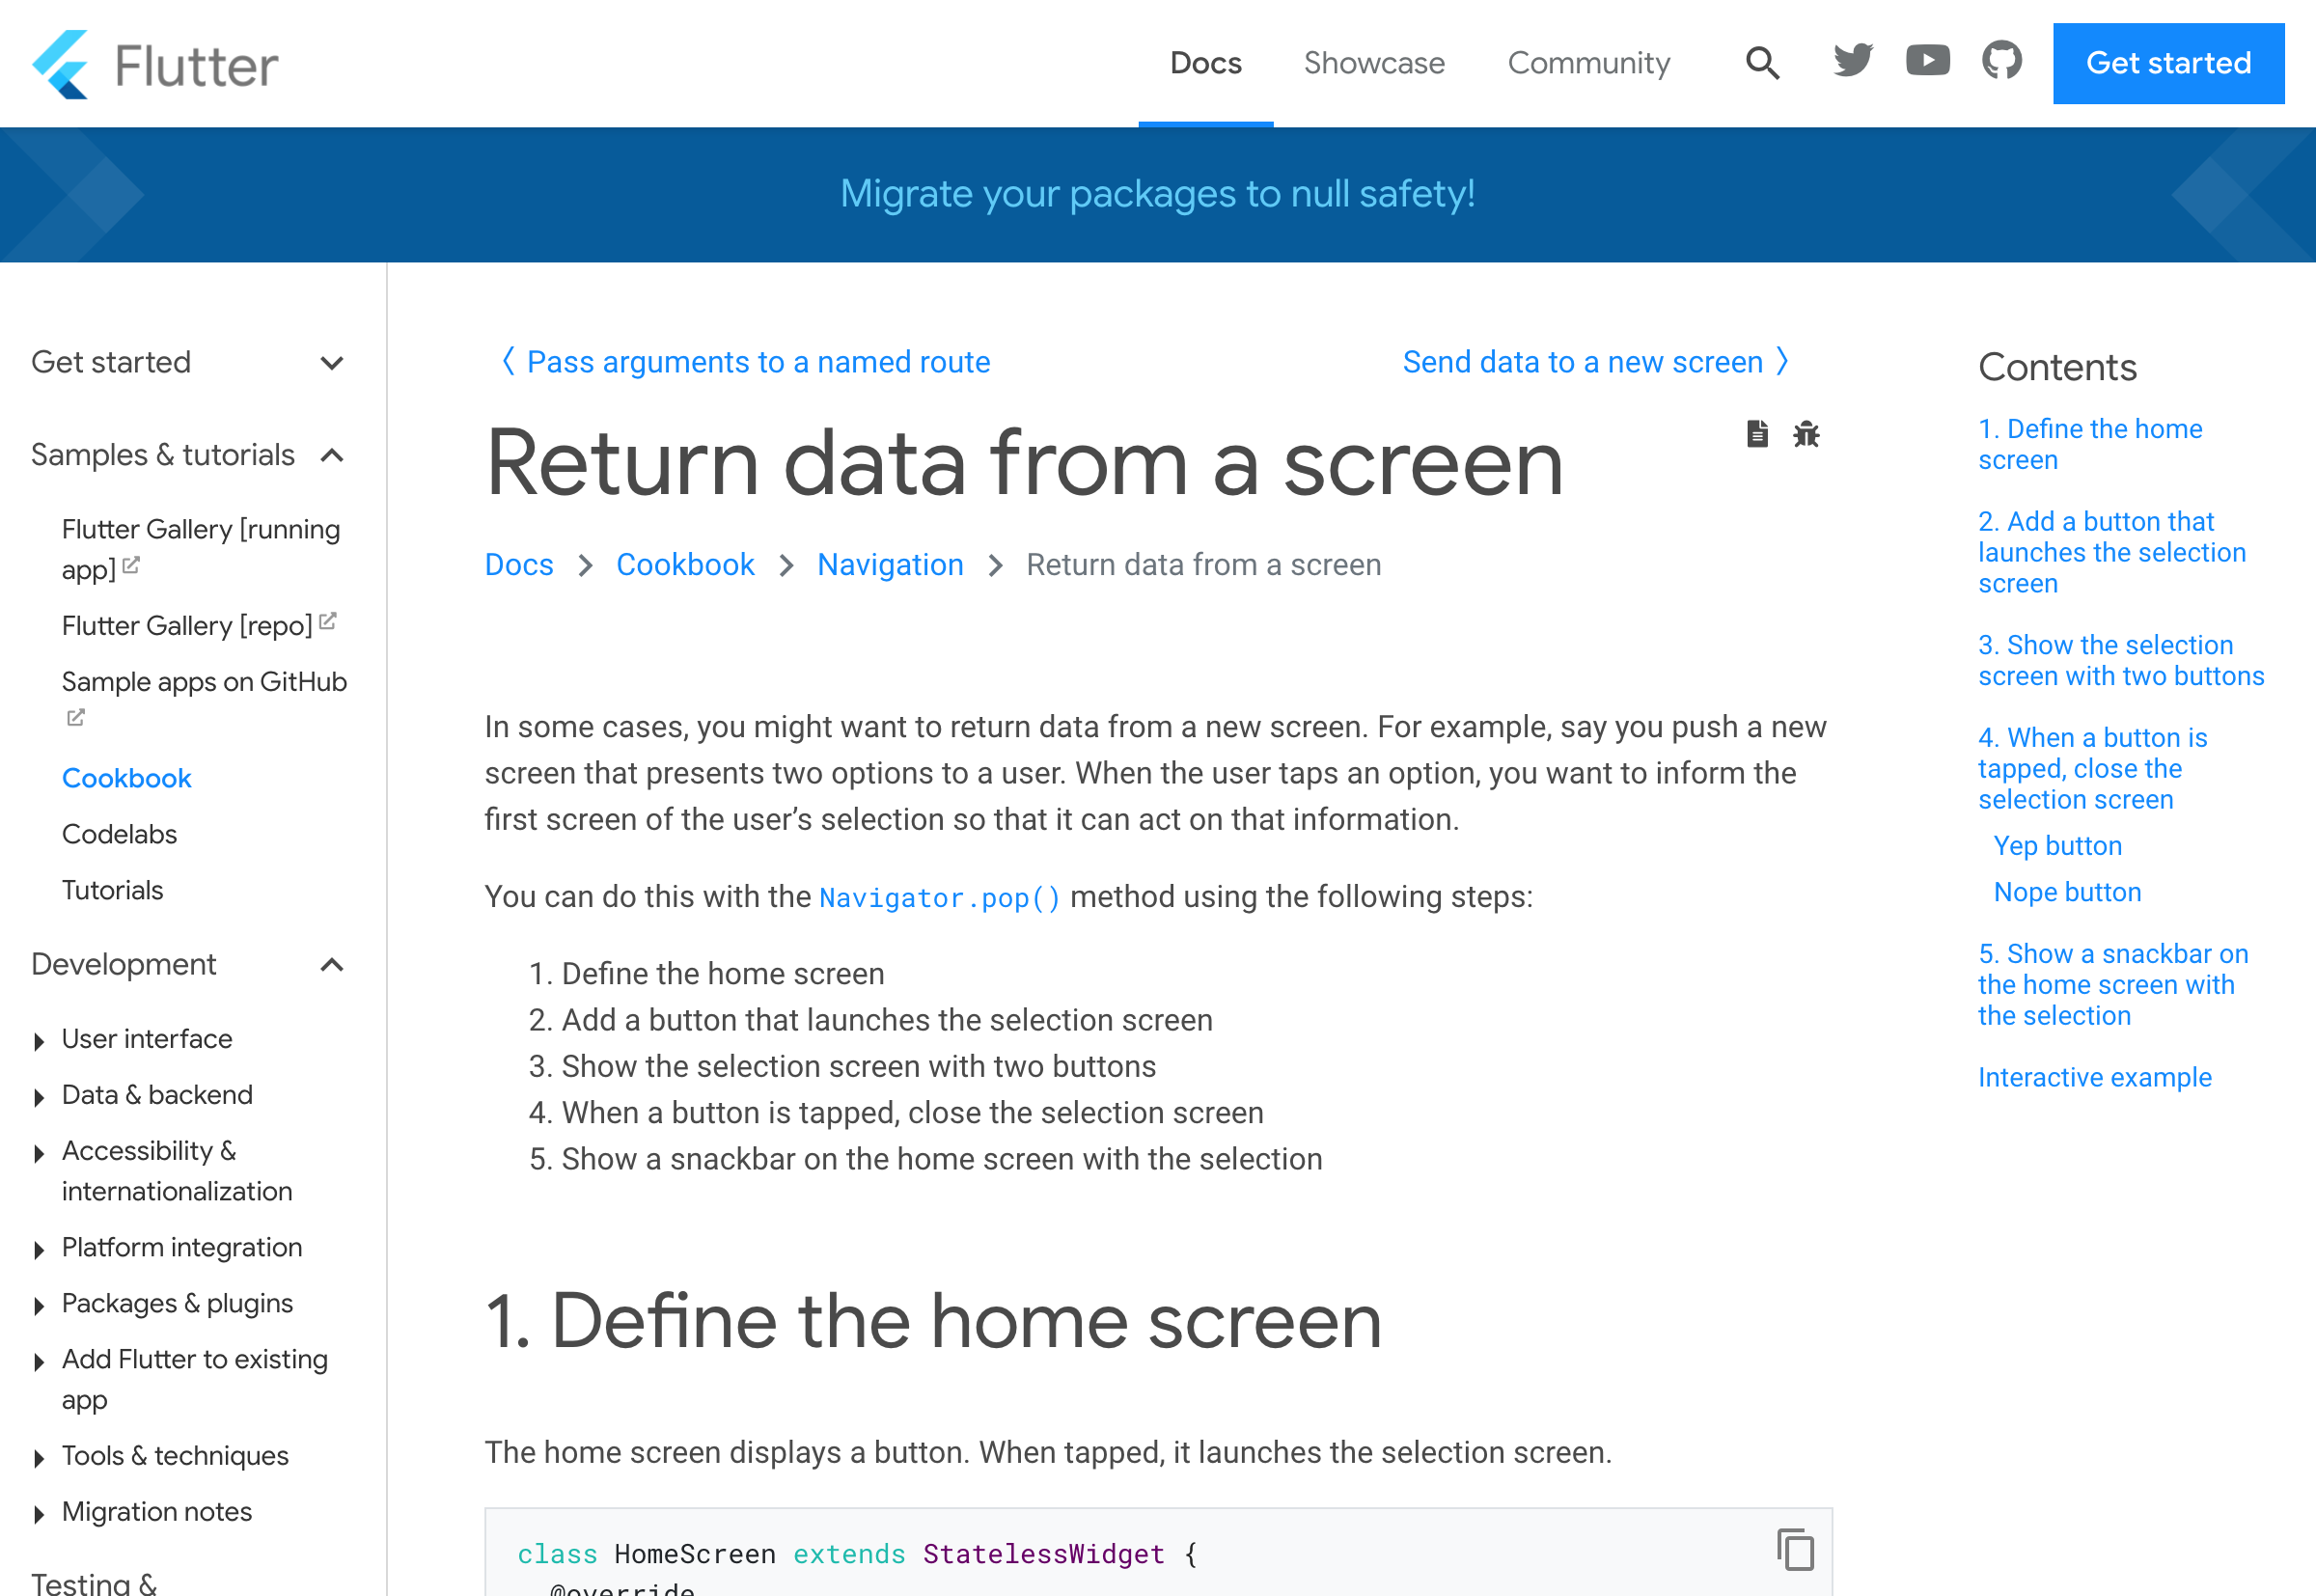 Flutter
Docs
Showcase
Community
Get started
Migrate your packages to null safety!
Get started
Samples & tutorials
Flutter Gallery [running
app]
Flutter Gallery [repo]
Sample apps on GitHub
Cookbook
Codelabs
Tutorials
Development
User interface
Data & backend
Accessibility &
internationalization
Platform integration
Packages & plugins
Add Flutter to existing
app
Tools & techniques
Migration notes
Testing &
〈 Pass arguments to a named route
Send data to a new screen 〉
Return data from a screen
Docs > Cookbook > Navigation > Return data from a screen
In some cases, you might want to return data from a new screen. For example, say you push a new
screen that presents two options to a user. When the user taps an option, you want to inform the
first screen of the user’s selection so that it can act on that information.
You can do this with the Navigator.pop() method using the following steps:
1. Define the home screen
2. Add a button that launches the selection screen
3. Show the selection screen with two buttons
4. When a button is tapped, close the selection screen
5. Show a snackbar on the home screen with the selection
1. Define the home screen
The home screen displays a button. When tapped, it launches the selection screen.
class HomeScreen extends StatelessWidget {
@override
Contents
1. Define the home
screen
2. Add a button that
launches the selection
screen
3. Show the selection
screen with two buttons
4. When a button is
tapped, close the
selection screen
Yep button
Nope button
5. Show a snackbar on
the home screen with
the selection
Interactive example